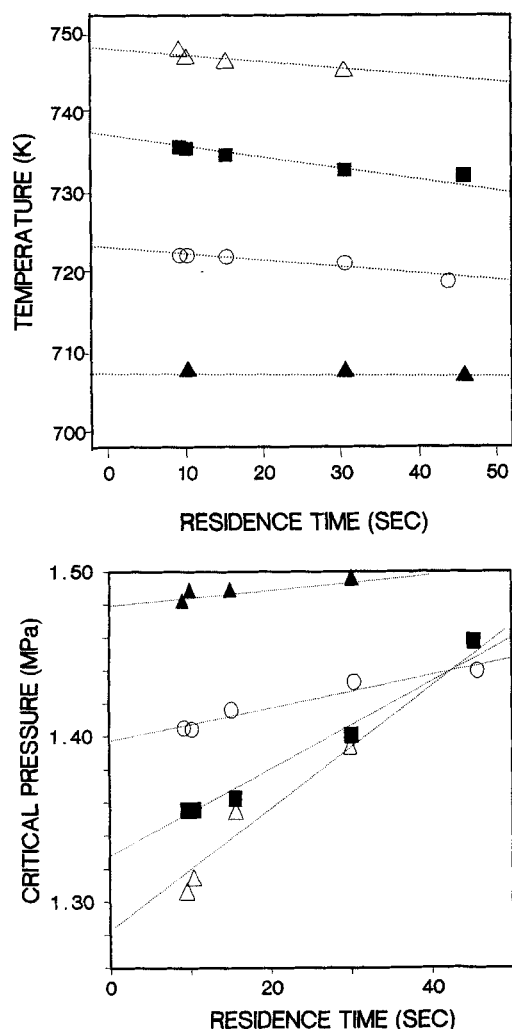 750
740
730
720
710
700
TEMPERATURE (K)
0 10 20 30 40 50
RESIDENCE TIME (SEC)
1.50
1.40
1.30
CRITICAL PRESSURE (MPa)
0 20 40
RESIDENCE TIME (SEC)